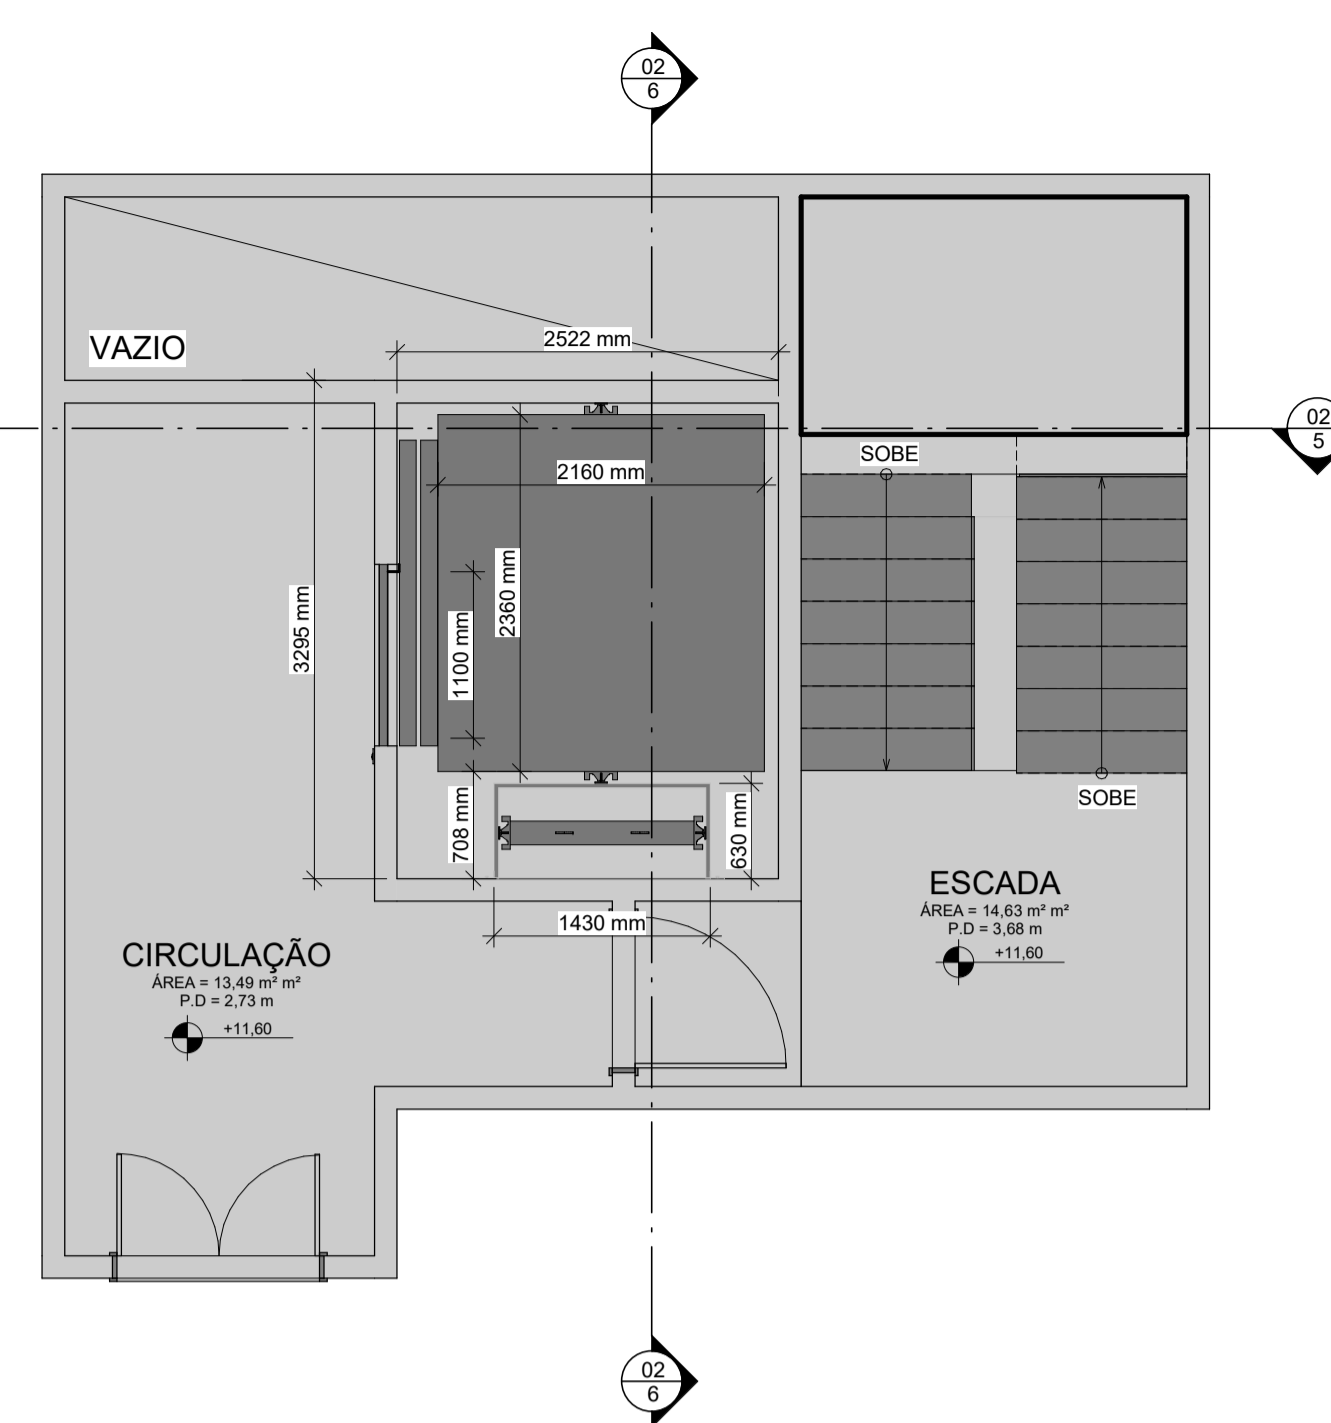 02
6
VAZIO
2522 mm
02
5
SOBE
2160 mm
2360 mm
3295 mm
1100 mm
SOBE
708 mm
630 mm
ESCADA
ÁREA = 14,63 m² m²
P.D = 3,68 m
+11,60
1430 mm
CIRCULAÇÃO
ÁREA = 13,49 m² m²
P.D = 2,73 m
+11,60
02
6